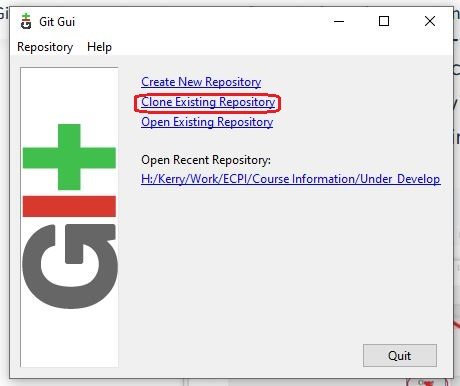 Git Gui
Repository Help
Create New Repository
Clone Existing Repository
Open Existing Repository
Open Recent Repository:
H:/Kerry/Work/ECPI/Course Information/Under_Develop
Git
Quit